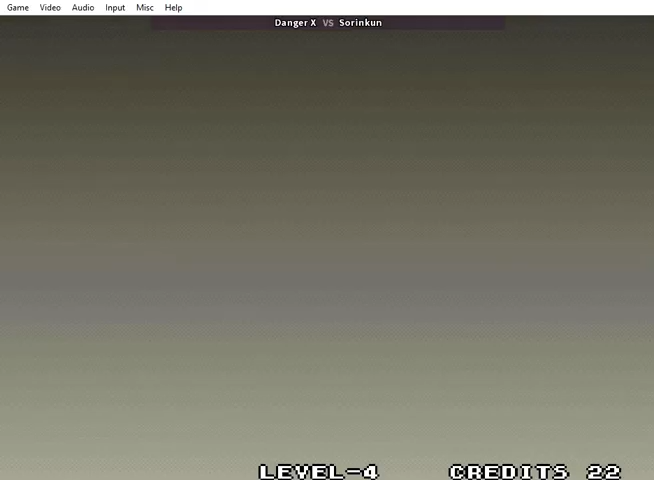 Game Video Audio Input Misc Help
Danger X VS Sorinkun
LEVEL-4 CREDITS 22